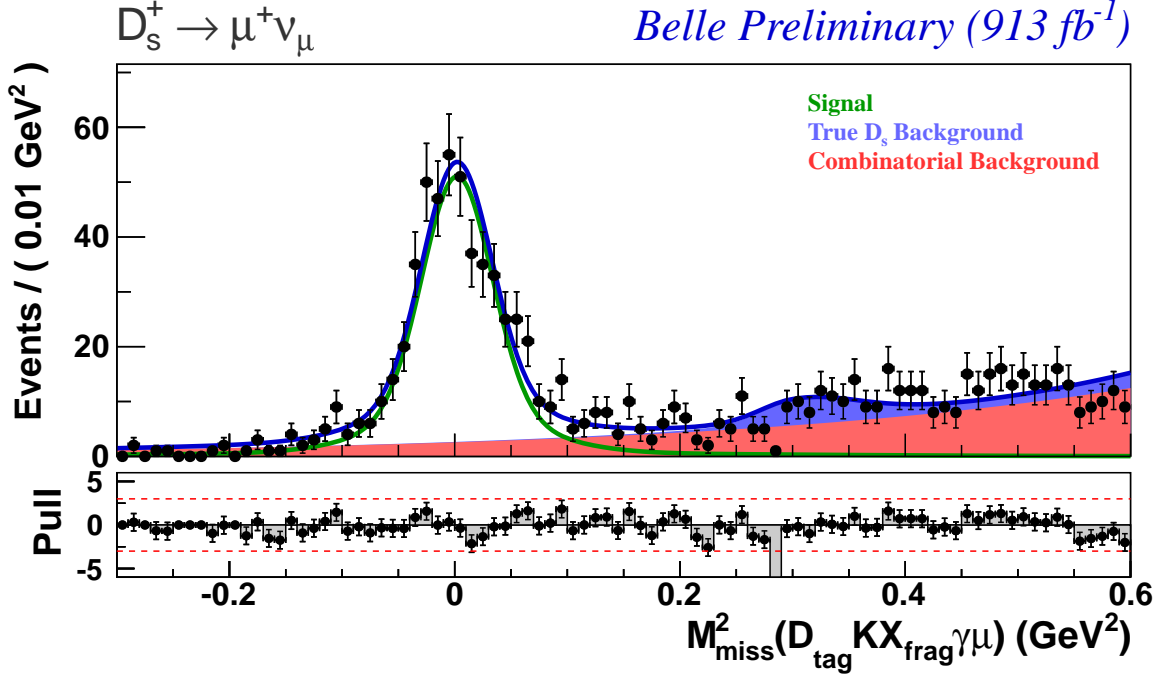 D_s^+ → μ^+ν_μ
Belle Preliminary (913 fb^-1)
Events / ( 0.01 GeV^2 )
60
40
20
0
Signal
True D_s Background
Combinatorial Background
Pull
5
0
-5
-0.2 0 0.2 0.4 0.6
M^2_miss(D_tag KX_frag γμ) (GeV^2)